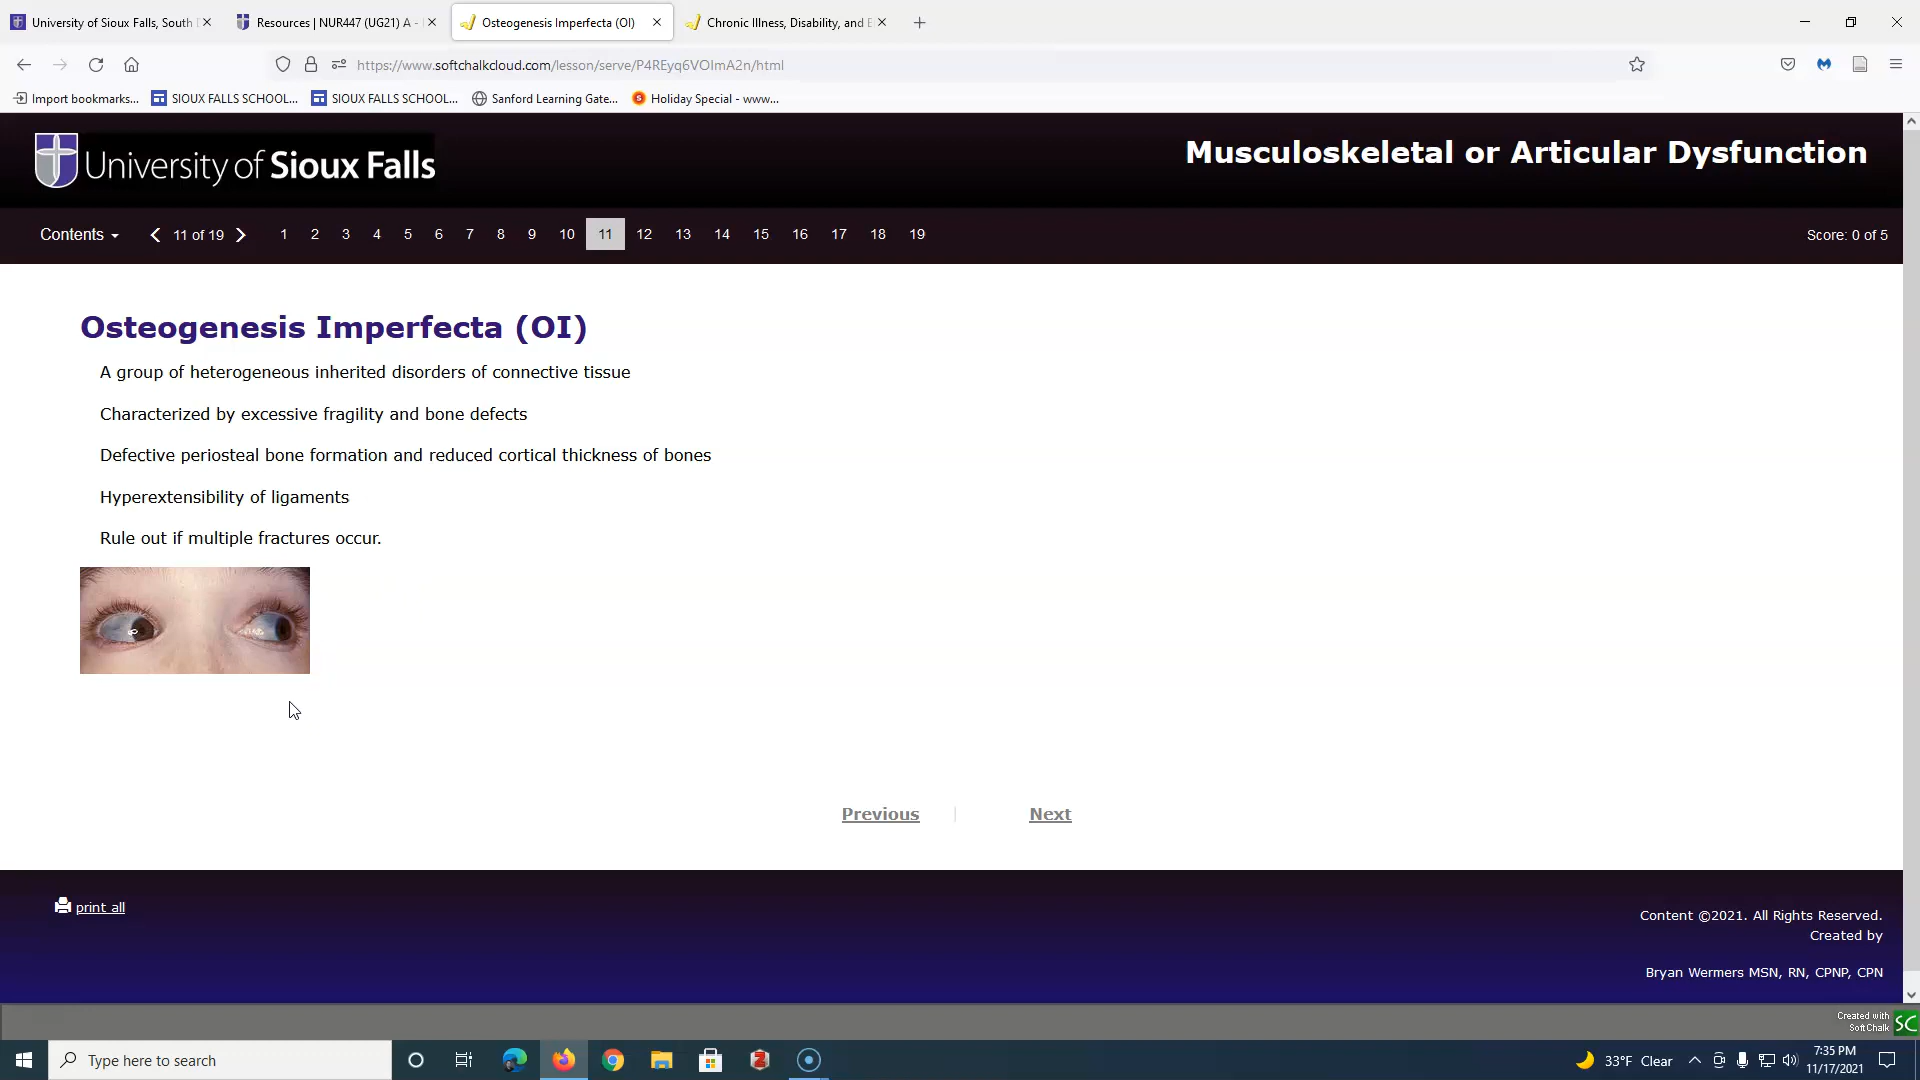 University of Sioux Falls, South
Resources | NUR447 (UG21) A -
Osteogenesis Imperfecta (OI)
Chronic Illness, Disability, and E
https://www.softchalkcloud.com/lesson/serve/P4REyq6VOImA2n/html
Import bookmarks...
SIOUX FALLS SCHOOL...
SIOUX FALLS SCHOOL...
Sanford Learning Gate...
Holiday Special - www...
University of Sioux Falls
Musculoskeletal or Articular Dysfunction
Contents
11 of 19
1 2 3 4 5 6 7 8 9 10 11 12 13 14 15 16 17 18 19
Score: 0 of 5
Osteogenesis Imperfecta (OI)
A group of heterogeneous inherited disorders of connective tissue
Characterized by excessive fragility and bone defects
Defective periosteal bone formation and reduced cortical thickness of bones
Hyperextensibility of ligaments
Rule out if multiple fractures occur.
Previous | Next
print all
Content ©2021. All Rights Reserved.
Created by
Bryan Wermers MSN, RN, CPNP, CPN
Created with
SoftChalk
SC
Type here to search
33°F Clear
7:35 PM
11/17/2021